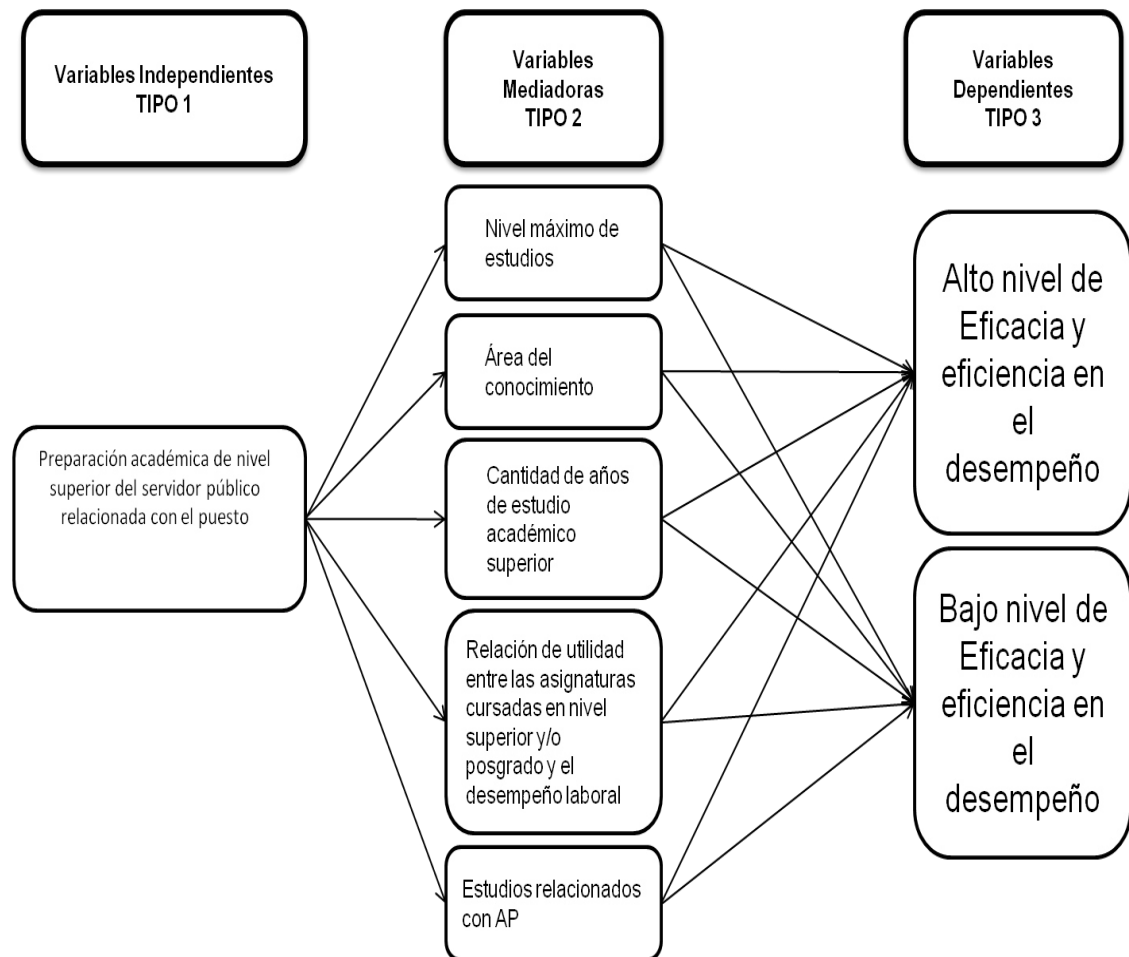 Variables Independientes
TIPO 1
Variables
Mediadoras
TIPO 2
Variables
Dependientes
TIPO 3
Preparación académica de nivel
superior del servidor público
relacionada con el puesto
Nivel máximo de
estudios
Área del
conocimiento
Cantidad de años
de estudio
académico
superior
Relación de utilidad
entre las asignaturas
cursadas en nivel
superior y/o
posgrado y el
desempeño laboral
Estudios relacionados
con AP
Alto nivel de
Eficacia y
eficiencia en
el
desempeño
Bajo nivel de
Eficacia y
eficiencia en
el
desempeño